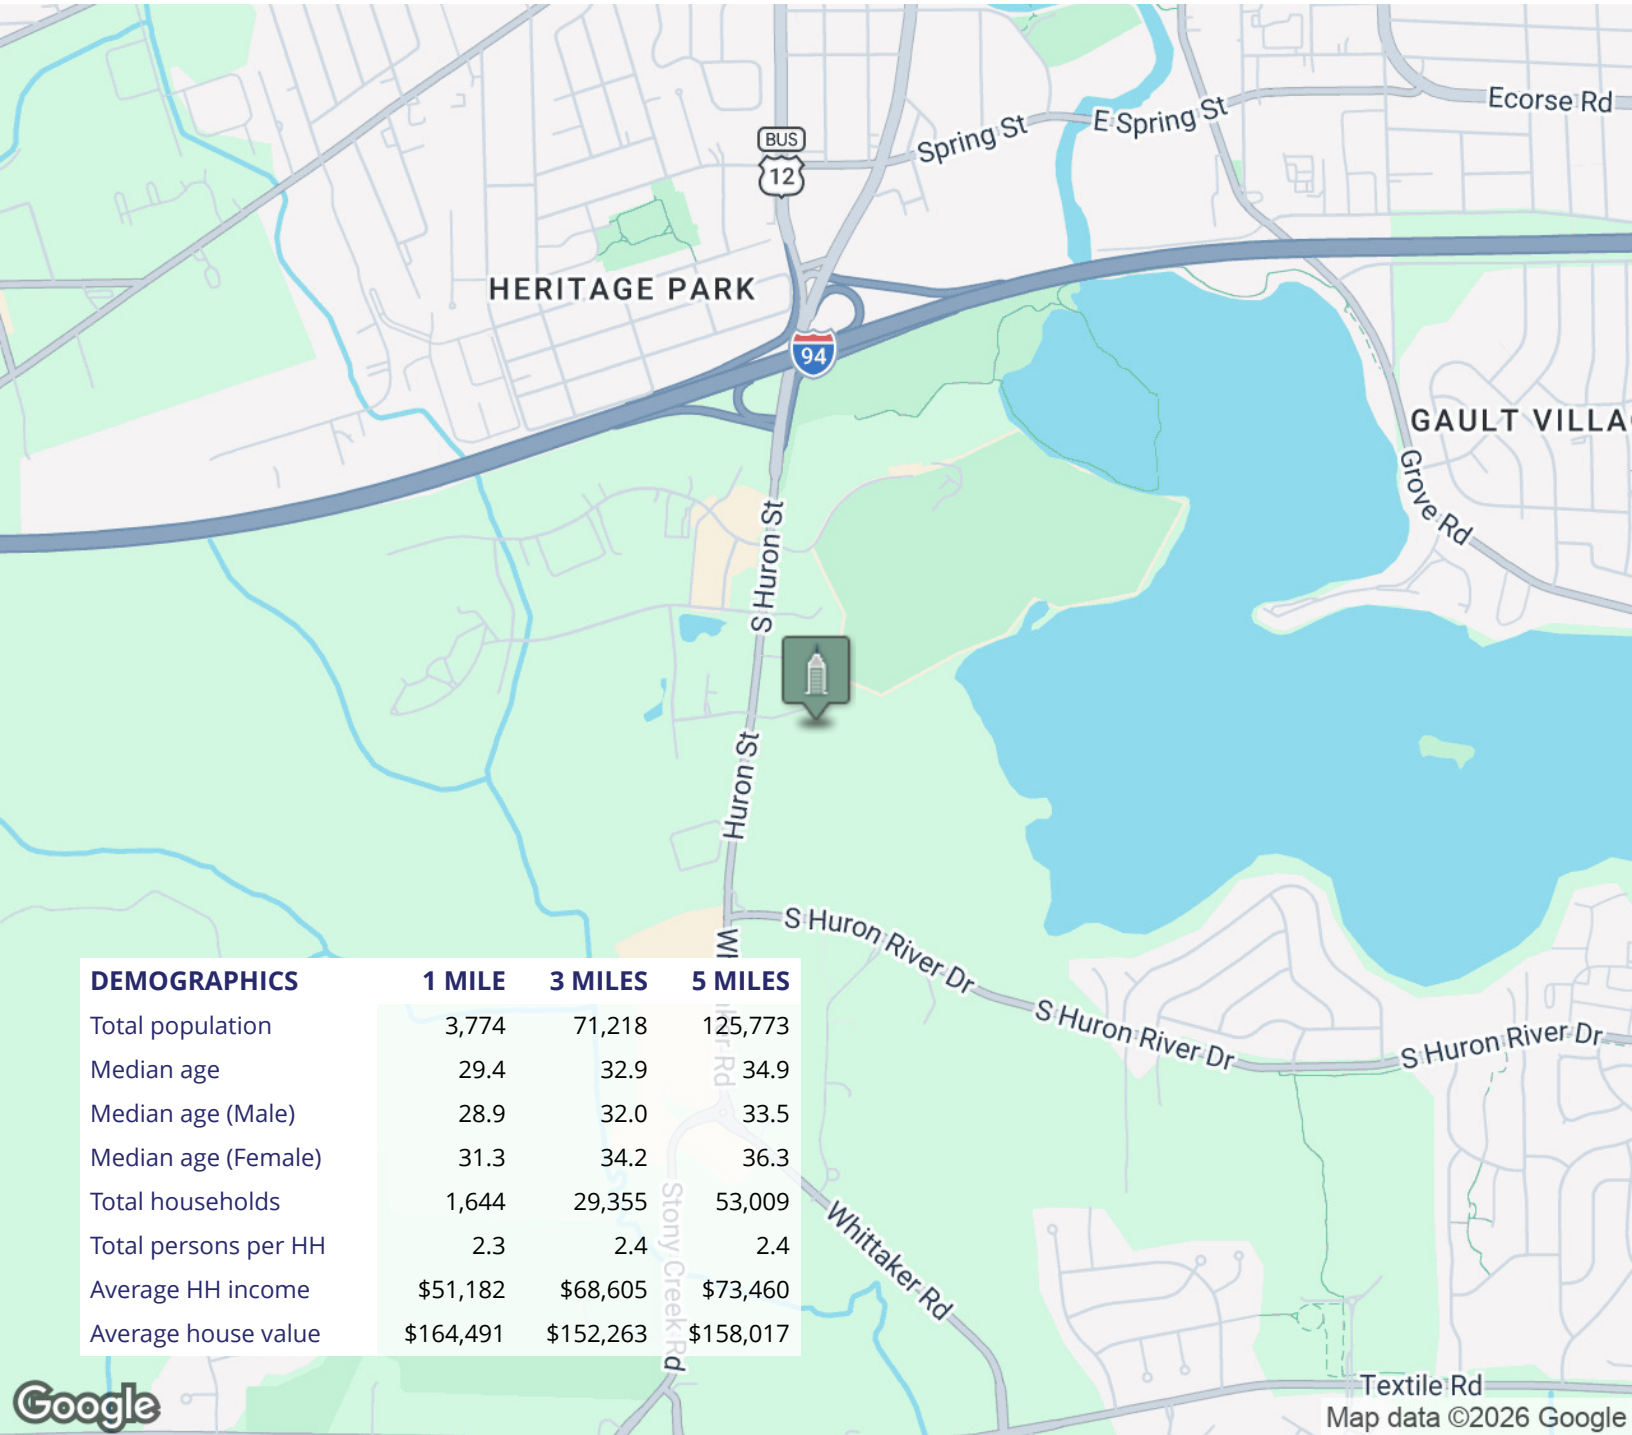 Ecorse Rd
E Spring St
Spring St
BUS
12
HERITAGE PARK
94
GAULT VILLA
Grove Rd
S Huron St
Huron St
S Huron River Dr
S Huron River Dr
S Huron River Dr
DEMOGRAPHICS 1 MILE 3 MILES 5 MILES
Total population 3,774 71,218 125,773
Median age 29.4 32.9 34.9
Median age (Male) 28.9 32.0 33.5
Median age (Female) 31.3 34.2 36.3
Total households 1,644 29,355 53,009
Total persons per HH 2.3 2.4 2.4
Average HH income $51,182 $68,605 $73,460
Average house value $164,491 $152,263 $158,017
Stony Creek Rd
Whittaker Rd
Textile Rd
Google
Map data ©2026 Google